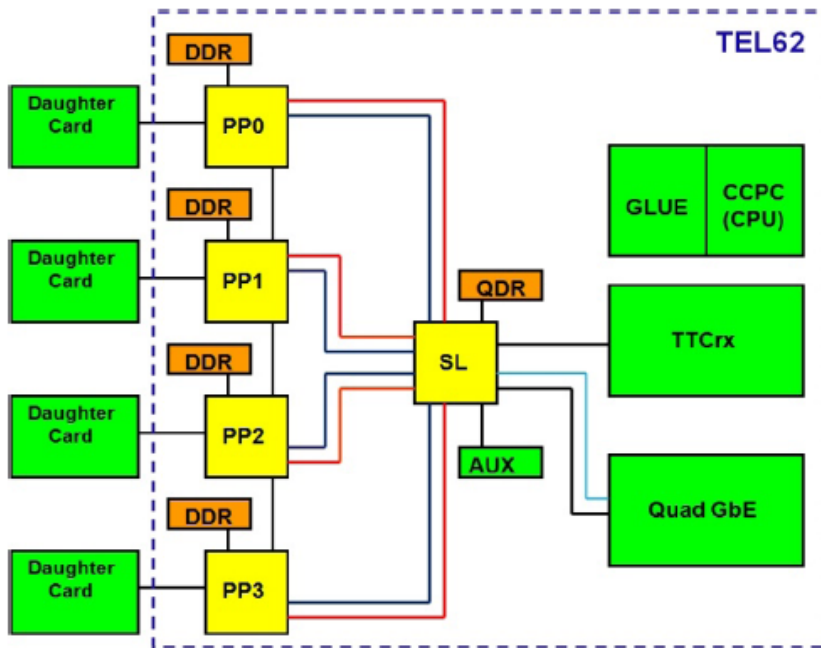 TEL62
DDR
Daughter
Card
PP0
GLUE
CCPC
(CPU)
DDR
Daughter
Card
PP1
QDR
TTCrx
SL
DDR
Daughter
Card
PP2
AUX
Quad GbE
DDR
Daughter
Card
PP3